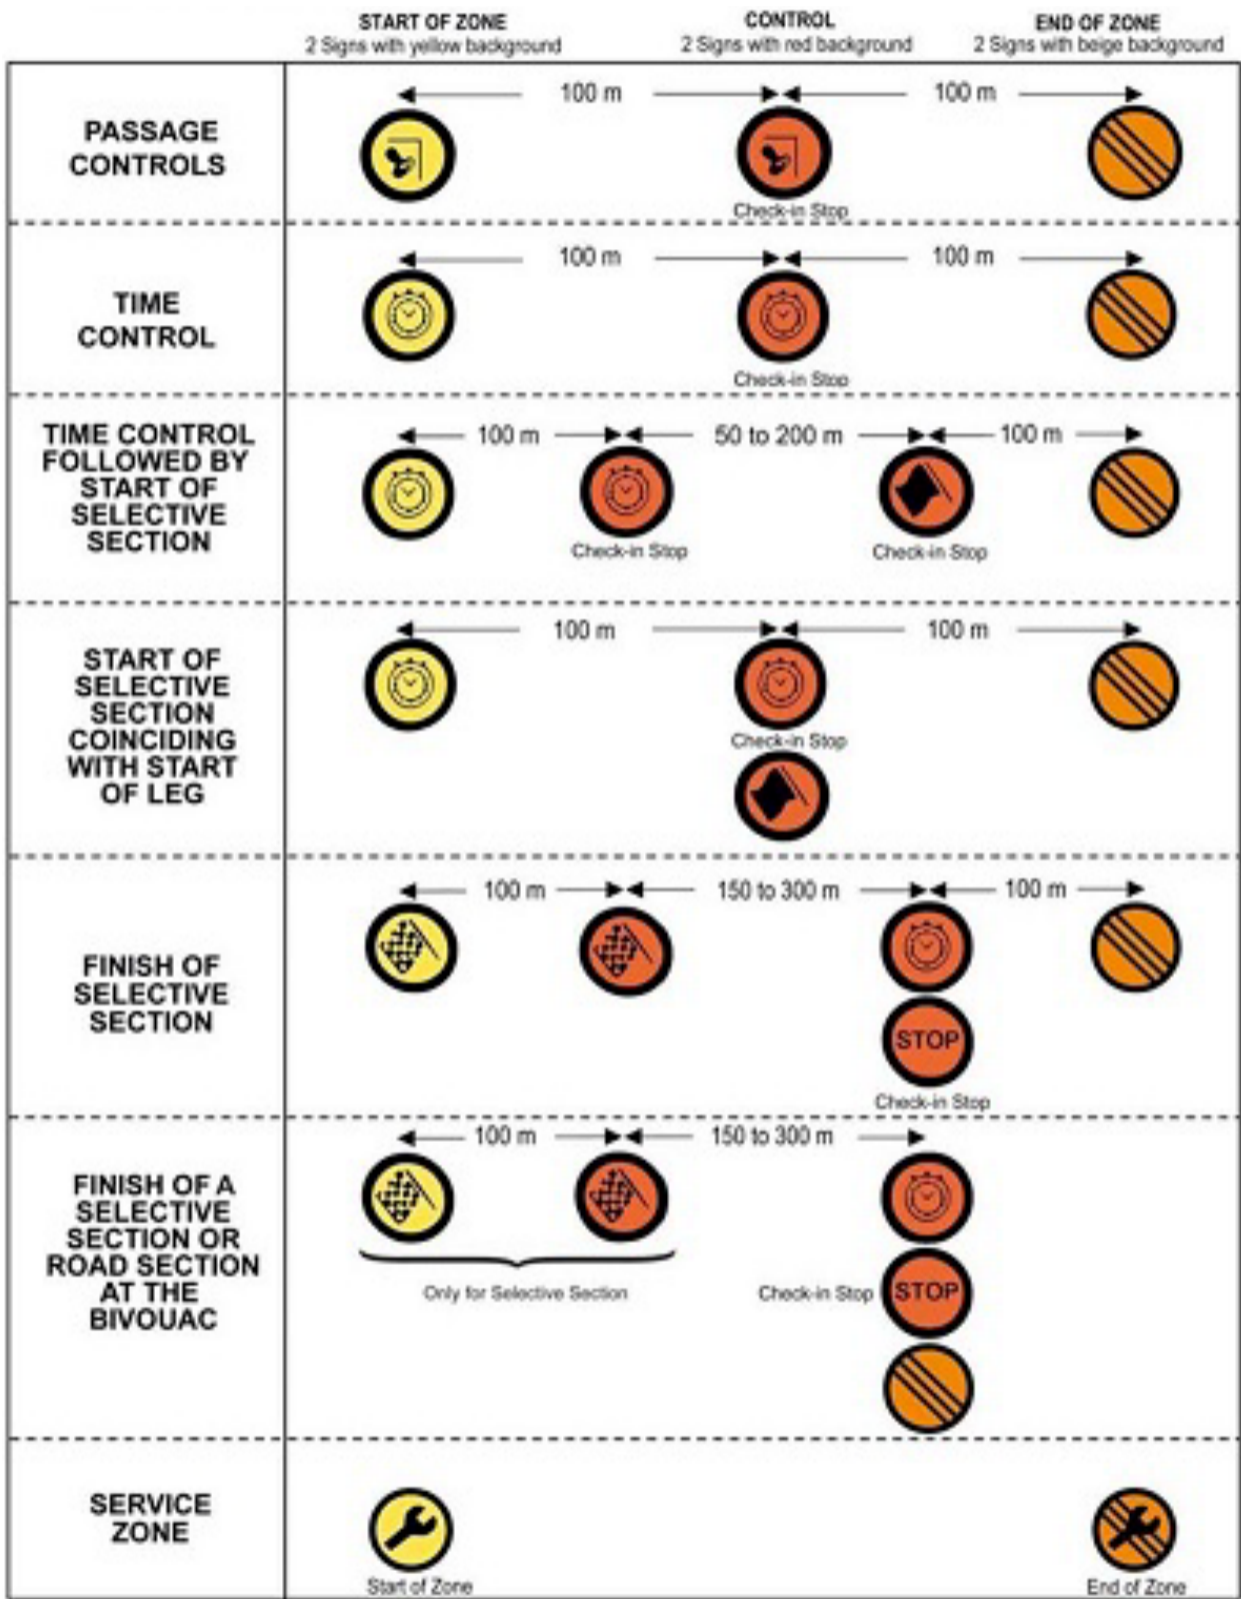 START OF ZONE
2 Signs with yellow background
CONTROL
2 Signs with red background
END OF ZONE
2 Signs with beige background
PASSAGE
CONTROLS
100 m
100 m
Check-in Stop
TIME
CONTROL
100 m
100 m
Check-in Stop
TIME CONTROL
FOLLOWED BY
START OF
SELECTIVE
SECTION
100 m
50 to 200 m
100 m
Check-in Stop
Check-in Stop
START OF
SELECTIVE
SECTION
COINCIDING
WITH START
OF LEG
100 m
100 m
Check-in Stop
FINISH OF
SELECTIVE
SECTION
100 m
150 to 300 m
100 m
STOP
Check-in Stop
FINISH OF A
SELECTIVE
SECTION OR
ROAD SECTION
AT THE
BIVOUAC
100 m
150 to 300 m
Only for Selective Section
Check-in Stop
STOP
SERVICE
ZONE
Start of Zone
End of Zone